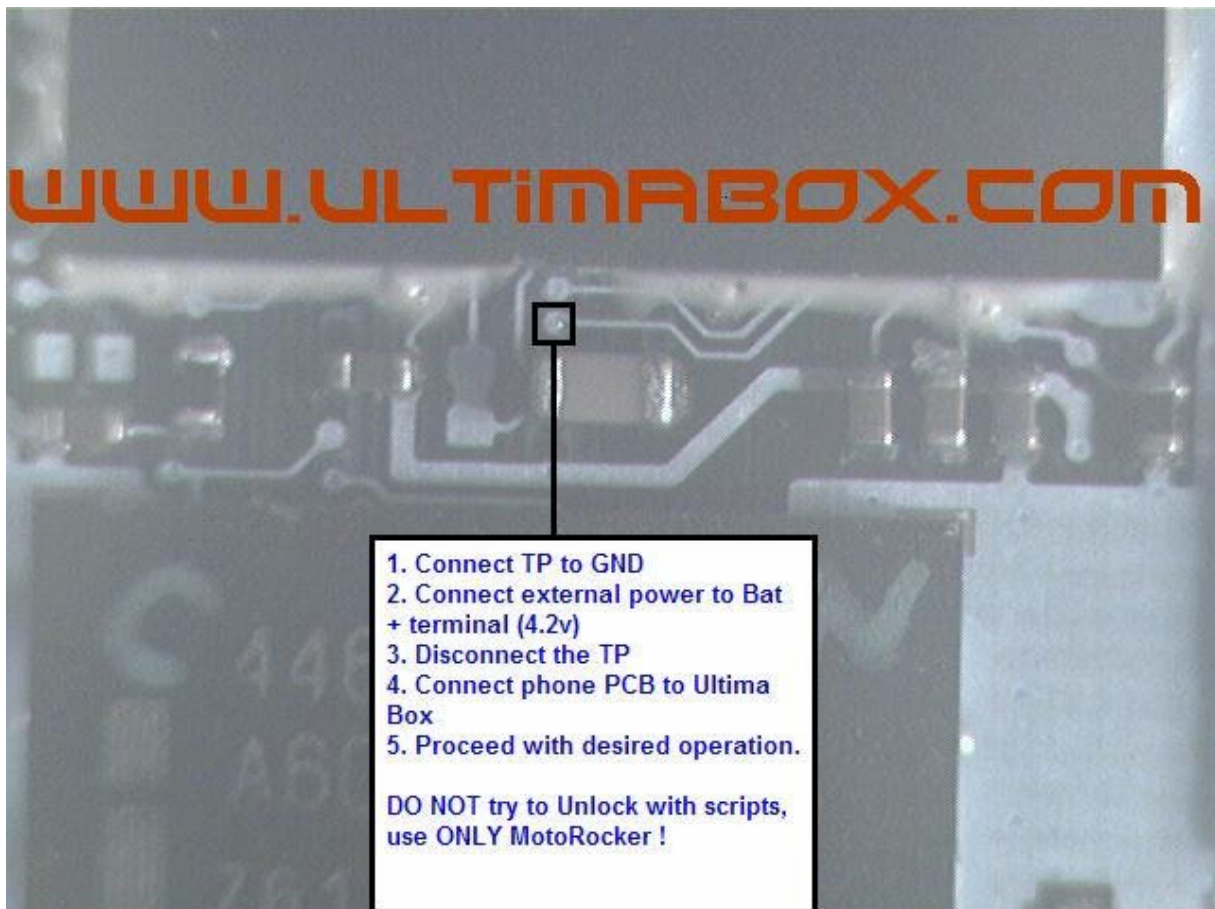 WWW.ULTiMABOX.COM
1. Connect TP to GND
2. Connect external power to Bat
+ terminal (4.2v)
3. Disconnect the TP
4. Connect phone PCB to Ultima
Box
5. Proceed with desired operation.
DO NOT try to Unlock with scripts,
use ONLY MotoRocker !